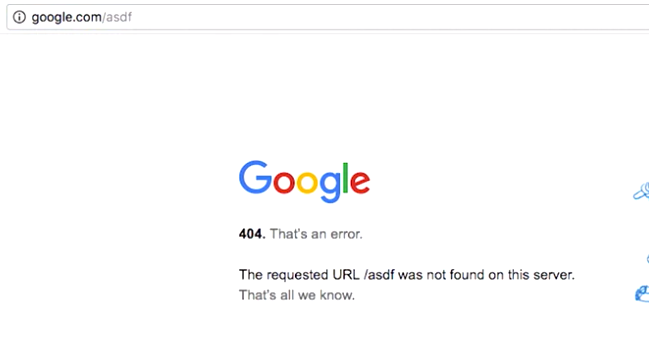 google.com/asdf
Google
404. That's an error.
The requested URL /asdf was not found on this server.
That's all we know.